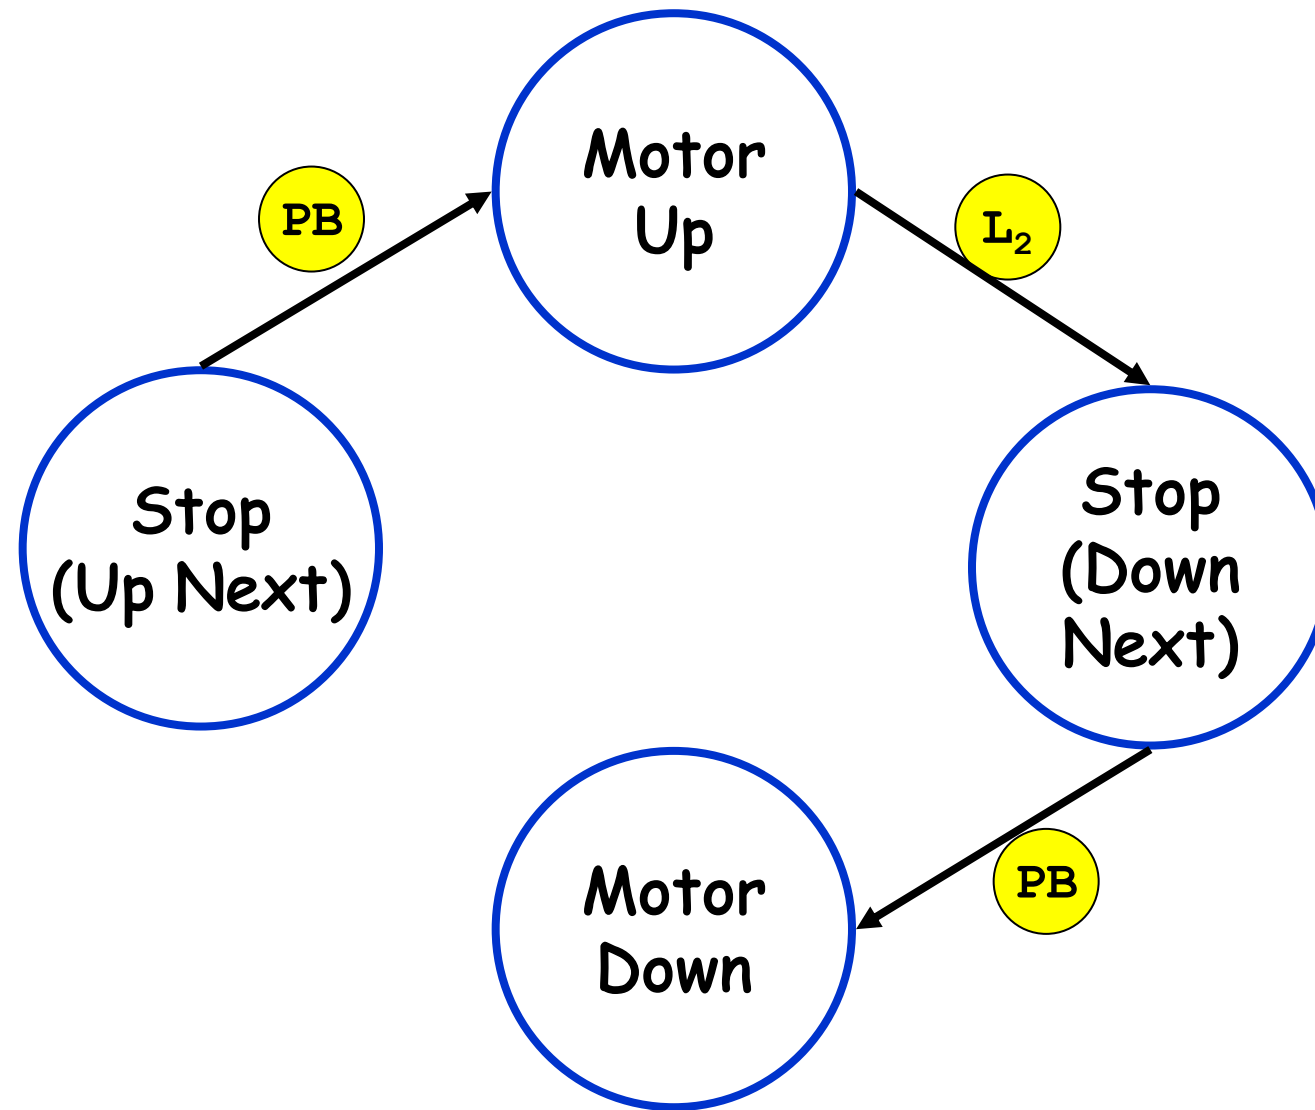 Motor
Up
PB
L₂
Stop
(Up Next)
Stop
(Down
Next)
Motor
Down
PB